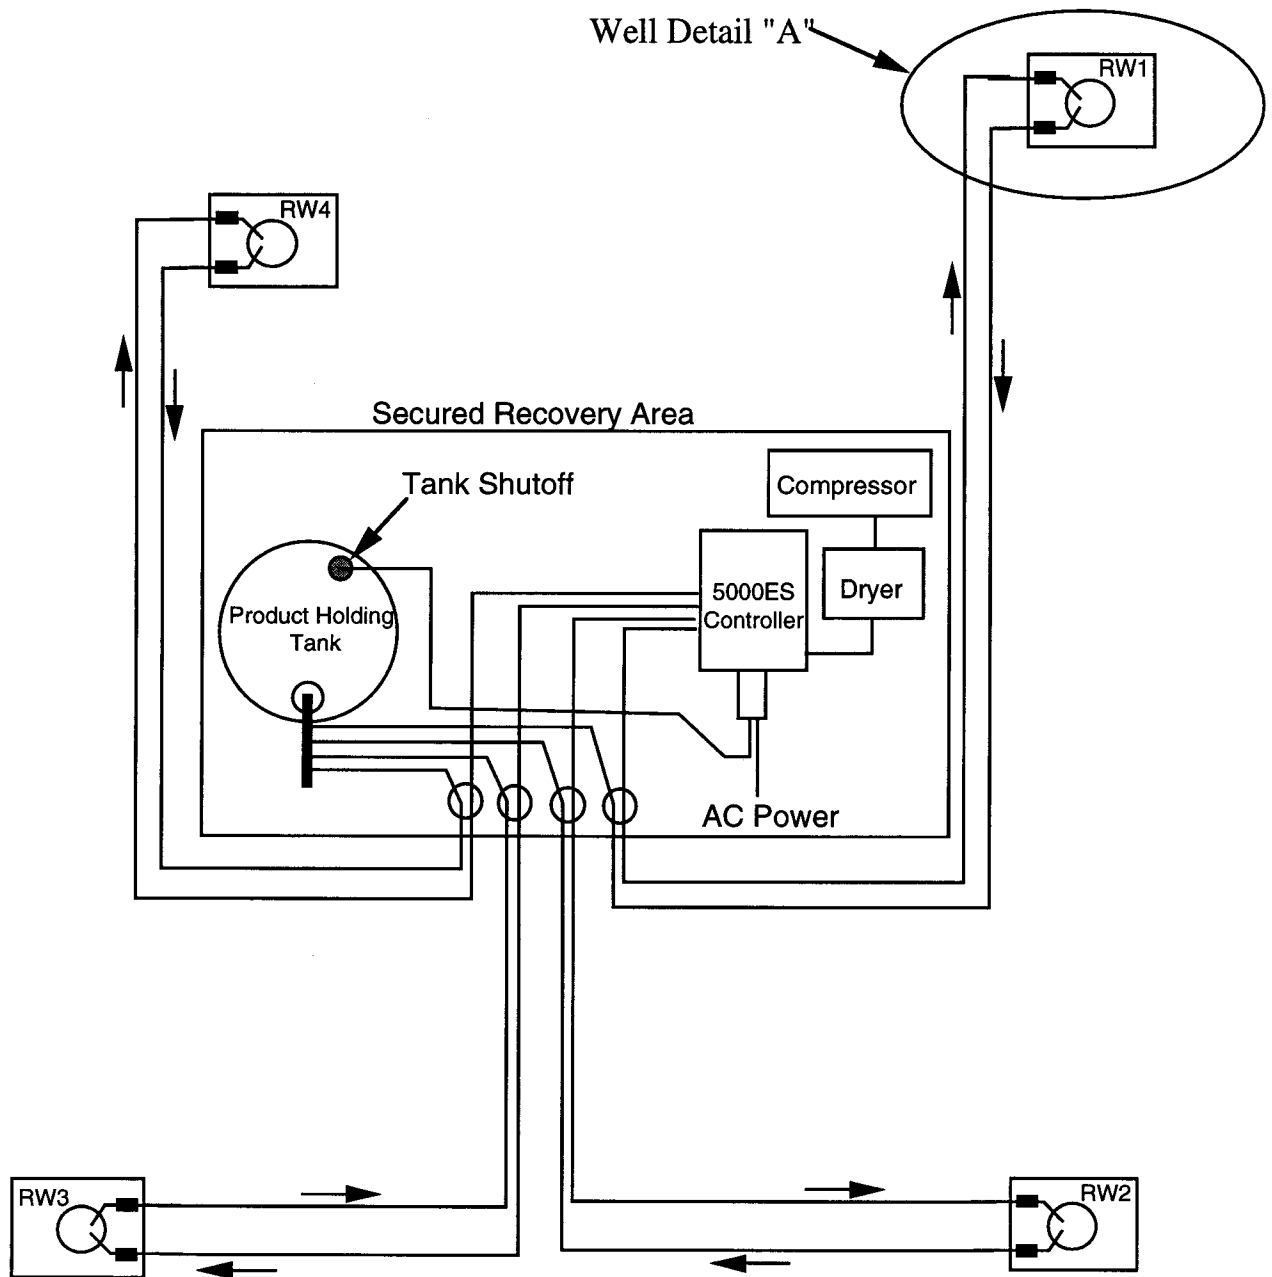 Well Detail "A"
RW1
RW4
Secured Recovery Area
Tank Shutoff
Compressor
5000ES
Controller
Dryer
Product Holding
Tank
AC Power
RW3
RW2